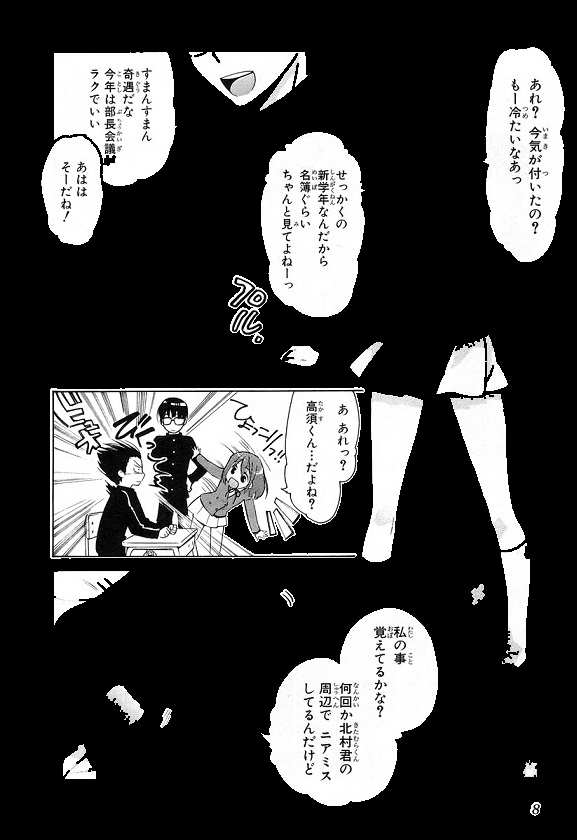 あれ?今気が付いたの?
もー冷たいなあっ
せっかくの
新学年なんだから
名簿ぐらい
ちゃんと見てよねーっ
すまんすまん
奇遇だな
今年は部長会議
ラクでいい
あはは
そーだね!
プル。
あ あれっ?
高須くん…だよね?
ひょこっり!!
ドキィ
私の事
覚えてるかな?
何回か北村君の
周辺で ニアミス
してるんだけど
8